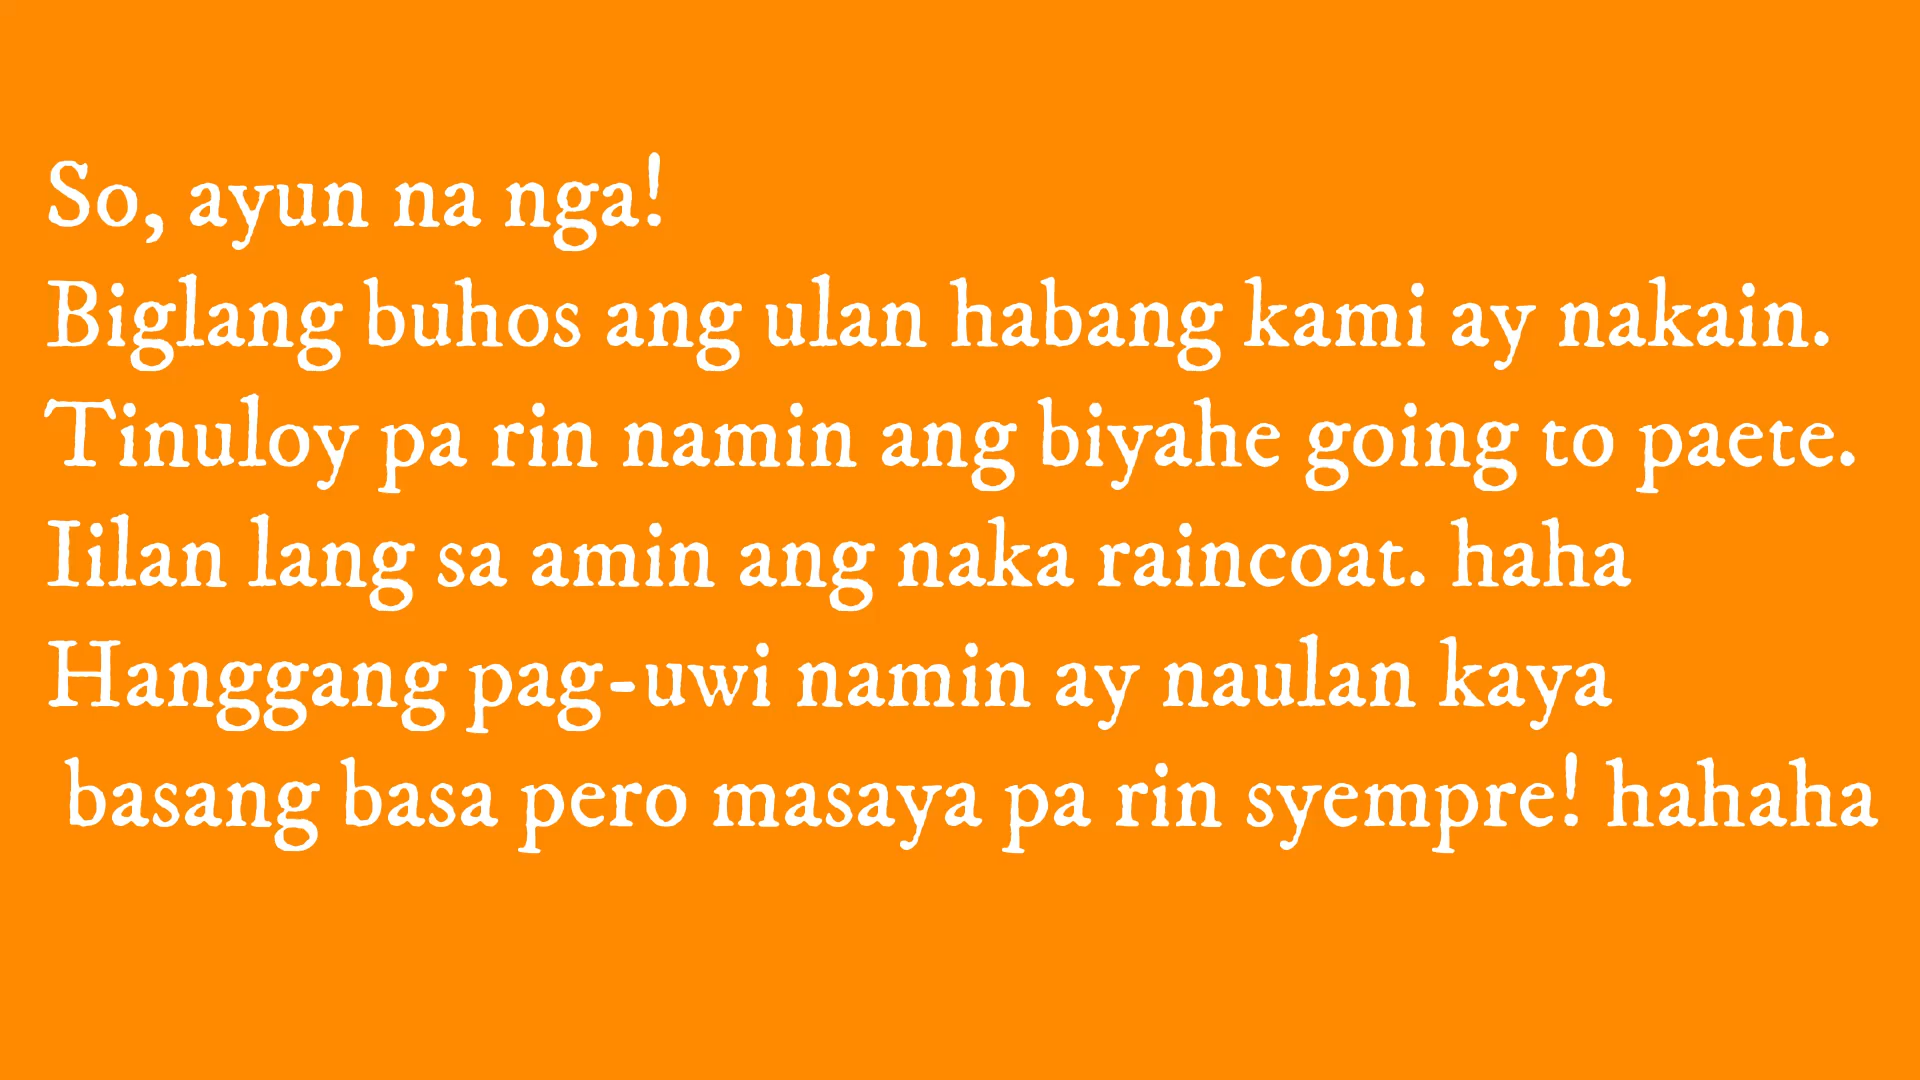 So, ayun na nga!
Biglang buhos ang ulan habang kami ay nakain.
Tinuloy pa rin namin ang biyahe going to paete.
Iilan lang sa amin ang naka raincoat. haha
Hanggang pag-uwi namin ay naulan kaya
basang basa pero masaya pa rin syempre! hahaha